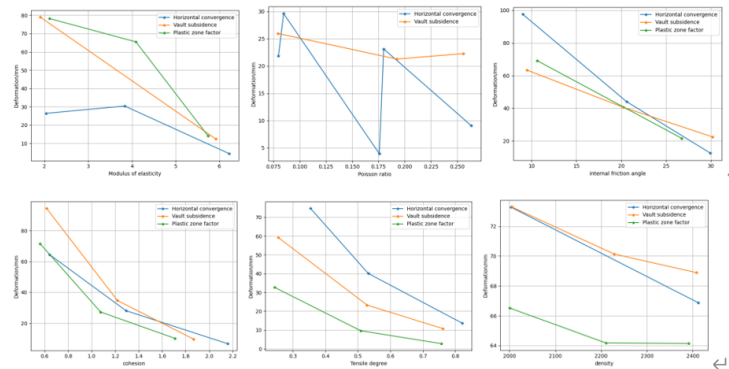 Horizontal convergence
Vault subsidence
Plastic zone factor
Deformation/mm
80
70
60
50
40
30
20
10
2
3
4
5
6
Modulus of elasticity
Horizontal convergence
Vault subsidence
Deformation/mm
30
25
20
15
10
5
0.075
0.100
0.125
0.150
0.175
0.200
0.225
0.250
Poisson ratio
Horizontal convergence
Vault subsidence
Plastic zone factor
Deformation/mm
100
80
60
40
20
10
15
20
25
30
internal friction angle
Horizontal convergence
Vault subsidence
Plastic zone factor
Deformation/mm
80
60
40
20
0.6
0.8
1.0
1.2
1.4
1.6
1.8
2.0
2.2
cohesion
Horizontal convergence
Vault subsidence
Plastic zone factor
Deformation/mm
70
60
50
40
30
20
10
0
0.3
0.4
0.5
0.6
0.7
0.8
Tensile degree
Horizontal convergence
Vault subsidence
Plastic zone factor
Deformation/mm
72
70
68
66
64
2000
2100
2200
2300
2400
density